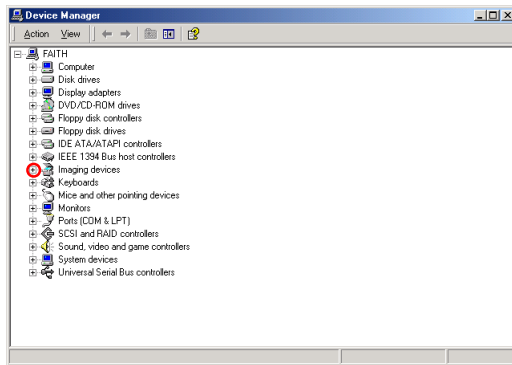 Device Manager
Action View
FAITH
Computer
Disk drives
Display adapters
DVD/CD-ROM drives
Floppy disk controllers
Floppy disk drives
IDE ATA/ATAPI controllers
IEEE 1394 Bus host controllers
Imaging devices
Keyboards
Mice and other pointing devices
Monitors
Ports (COM & LPT)
SCSI and RAID controllers
Sound, video and game controllers
System devices
Universal Serial Bus controllers